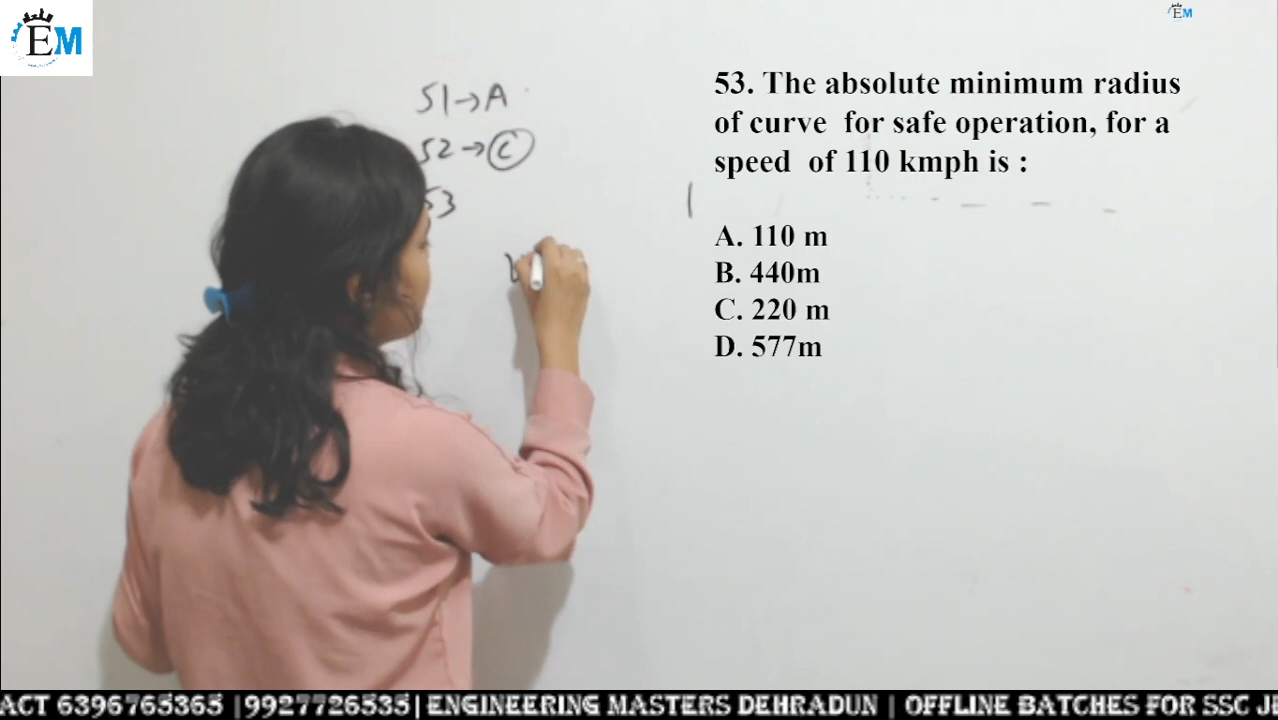 EM
EM
51→A
52→C
53
53. The absolute minimum radius
of curve for safe operation, for a
speed of 110 kmph is :
A. 110 m
B. 440m
C. 220 m
D. 577m
ACT 6396765365 |9927726535| ENGINEERING MASTERS DEHRADUN | OFFLINE BATCHES FOR SSC JE